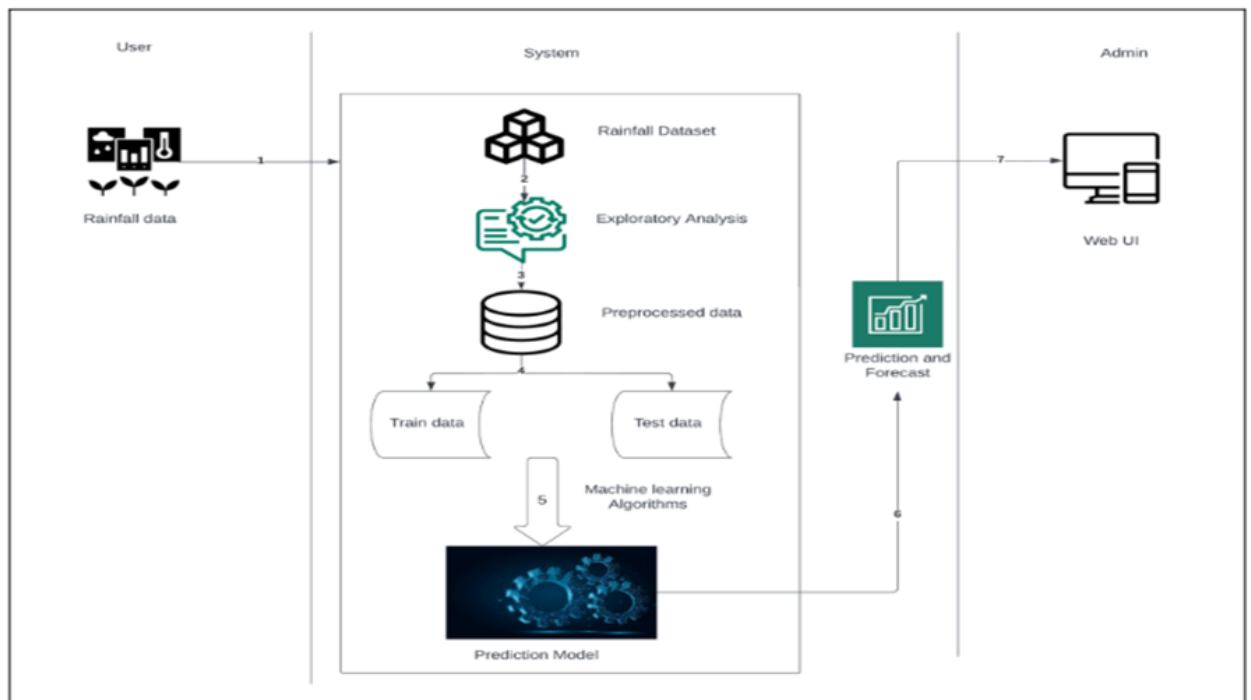 User
System
Admin
Rainfall Dataset
1
7
2
Rainfall data
Exploratory Analysis
Web UI
3
Preprocessed data
Prediction and
Forecast
4
Train data
Test data
Machine learning
Algorithms
5
6
Prediction Model